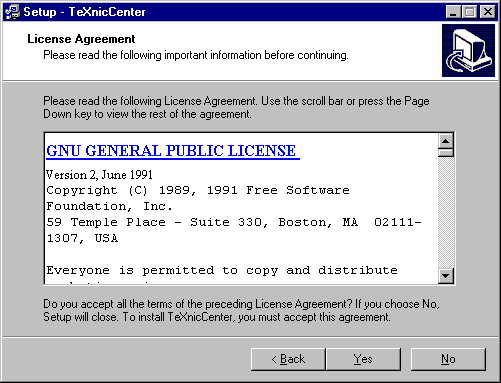 Setup - TeXnicCenter
License Agreement
Please read the following important information before continuing.
Please read the following License Agreement. Use the scroll bar or press the Page
Down key to view the rest of the agreement.
GNU GENERAL PUBLIC LICENSE
Version 2, June 1991
Copyright (C) 1989, 1991 Free Software
Foundation, Inc.
59 Temple Place - Suite 330, Boston, MA  02111-
1307, USA
Everyone is permitted to copy and distribute
Do you accept all the terms of the preceding License Agreement? If you choose No,
Setup will close. To install TeXnicCenter, you must accept this agreement.
< Back Yes No